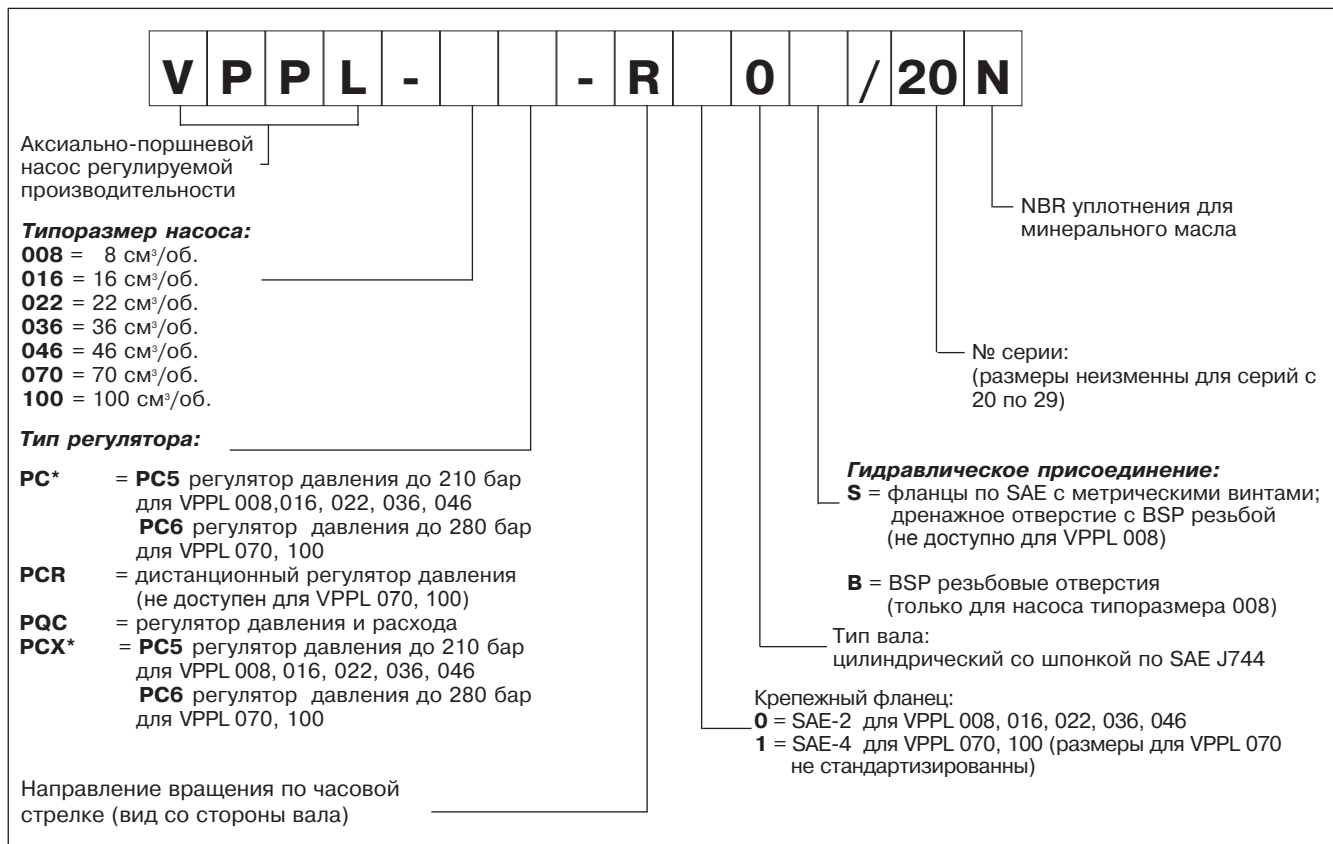 VPPL-  -R 0 /20N
Аксиально-поршневой
насос регулируемой
производительности
NBR уплотнения для
минерального масла
Типоразмер насоса:
008 = 8 см³/об.
016 = 16 см³/об.
022 = 22 см³/об.
036 = 36 см³/об.
046 = 46 см³/об.
070 = 70 см³/об.
100 = 100 см³/об.
№ серии:
(размеры неизменны для серий с
20 по 29)
Тип регулятора:
PC* = PC5 регулятор давления до 210 бар
для VPPL 008,016, 022, 036, 046
PC6 регулятор давления до 280 бар
для VPPL 070, 100
PCR = дистанционный регулятор давления
(не доступен для VPPL 070, 100)
PQC = регулятор давления и расхода
PCX* = PC5 регулятор давления до 210 бар
для VPPL 008, 016, 022, 036, 046
PC6 регулятор давления до 280 бар
для VPPL 070, 100
Гидравлическое присоединение:
S = фланцы по SAE с метрическими винтами;
дренажное отверстие с BSP резьбой
(не доступно для VPPL 008)
B = BSP резьбовые отверстия
(только для насоса типоразмера 008)
Тип вала:
цилиндрический со шпонкой по SAE J744
Крепежный фланец:
0 = SAE-2 для VPPL 008, 016, 022, 036, 046
1 = SAE-4 для VPPL 070, 100 (размеры для VPPL 070
не стандартизированны)
Направление вращения по часовой
стрелке (вид со стороны вала)